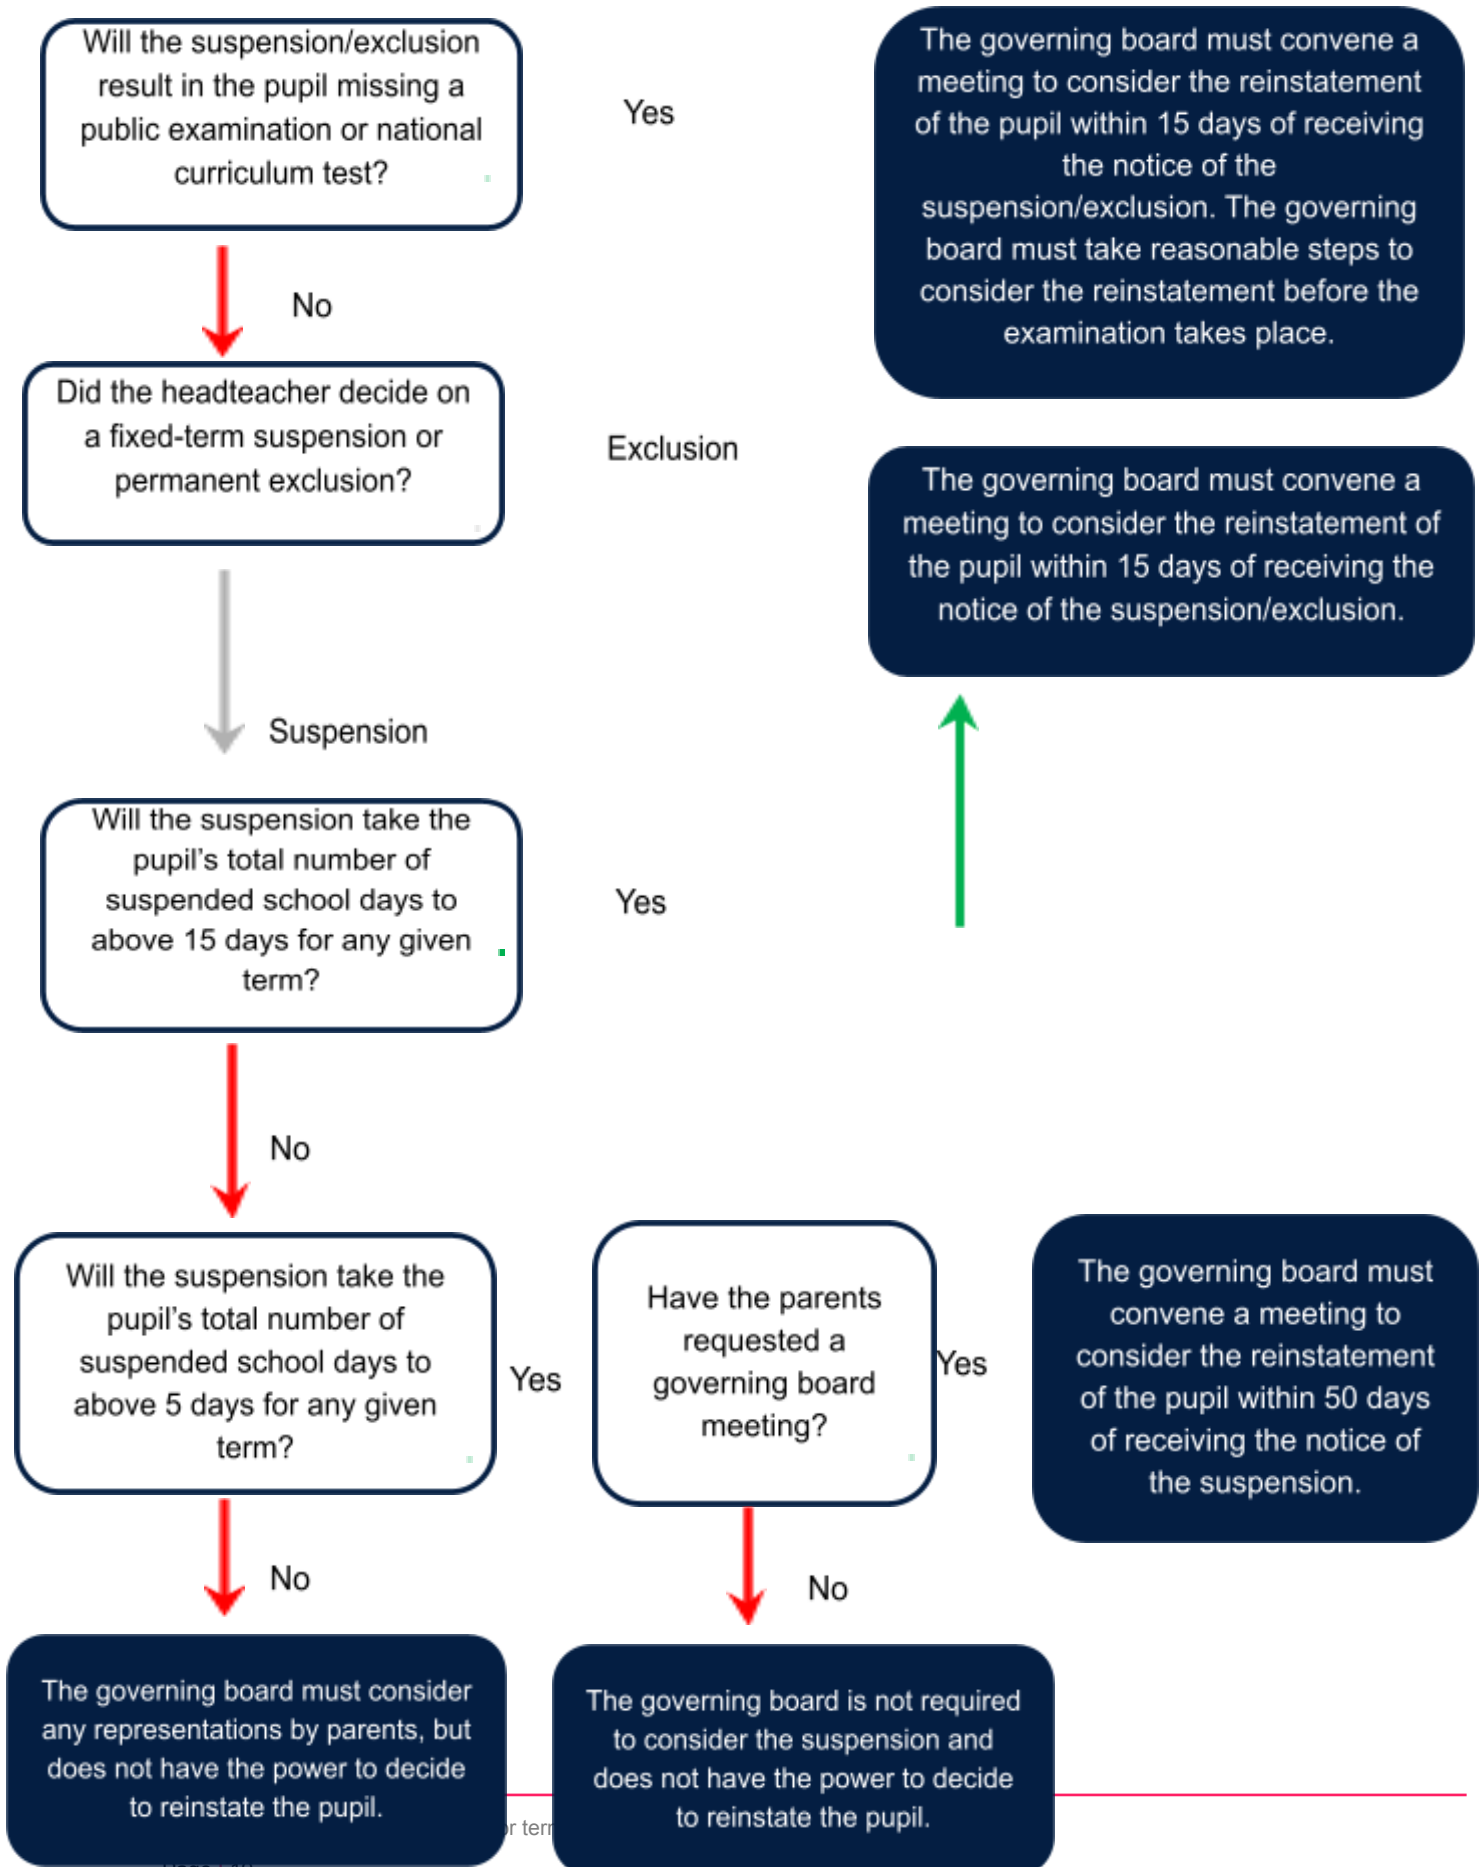 Will the suspension/exclusion
result in the pupil missing a
public examination or national
curriculum test?
Yes
The governing board must convene a
meeting to consider the reinstatement
of the pupil within 15 days of receiving
the notice of the
suspension/exclusion. The governing
board must take reasonable steps to
consider the reinstatement before the
examination takes place.
No
Did the headteacher decide on
a fixed-term suspension or
permanent exclusion?
Exclusion
The governing board must convene a
meeting to consider the reinstatement of
the pupil within 15 days of receiving the
notice of the suspension/exclusion.
Suspension
Will the suspension take the
pupil’s total number of
suspended school days to
above 15 days for any given
term?
Yes
No
Will the suspension take the
pupil’s total number of
suspended school days to
above 5 days for any given
term?
Yes
Have the parents
requested a
governing board
meeting?
Yes
The governing board must
convene a meeting to
consider the reinstatement
of the pupil within 50 days
of receiving the notice of
the suspension.
No
No
The governing board must consider
any representations by parents, but
does not have the power to decide
to reinstate the pupil.
The governing board is not required
to consider the suspension and
does not have the power to decide
to reinstate the pupil.